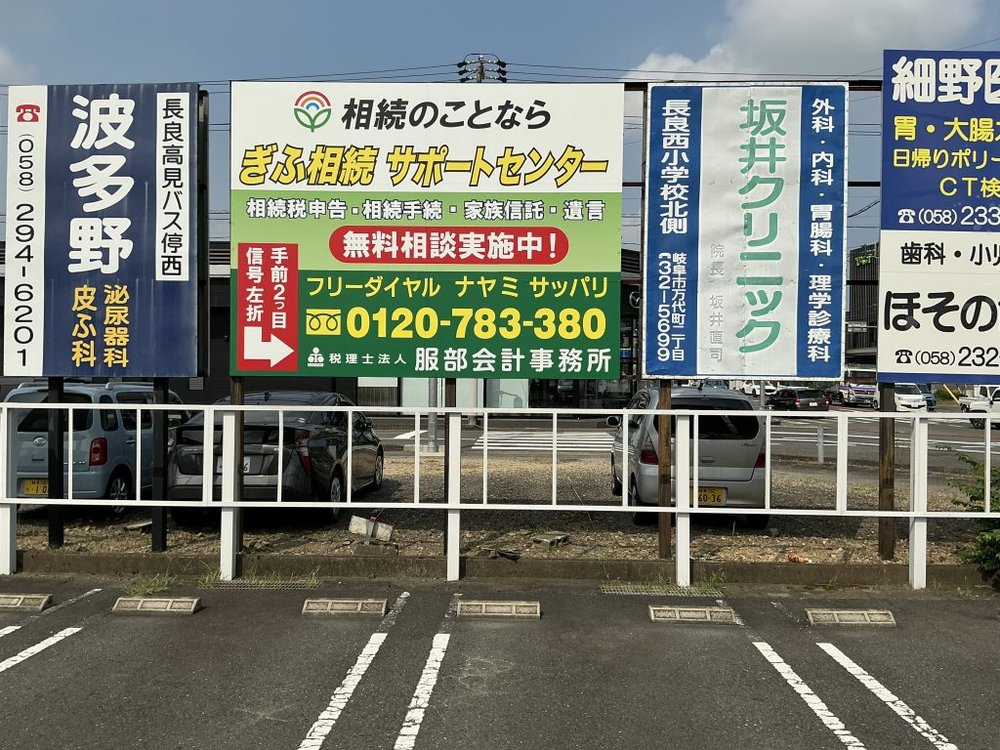 長良高見バス停西
波多野
泌尿器科
皮ふ科
☎(058)294-6201
相続のことなら
ぎふ相続 サポートセンター
相続税申告・相続手続・家族信託・遺言
無料相談実施中!
手前2つ目
信号左折
フリーダイヤル ナヤミ サッパリ
0120-783-380
税理士法人 服部会計事務所
外科・内科・胃腸科・理学診療科
坂井クリニック
院長 坂井直司
長良西小学校北側
岐阜市万代町二丁目
(32-5699
細野
胃・大腸
日帰りポリー
CT検
☎(058)233
歯科・小児
ほその
☎(058)232
60-36